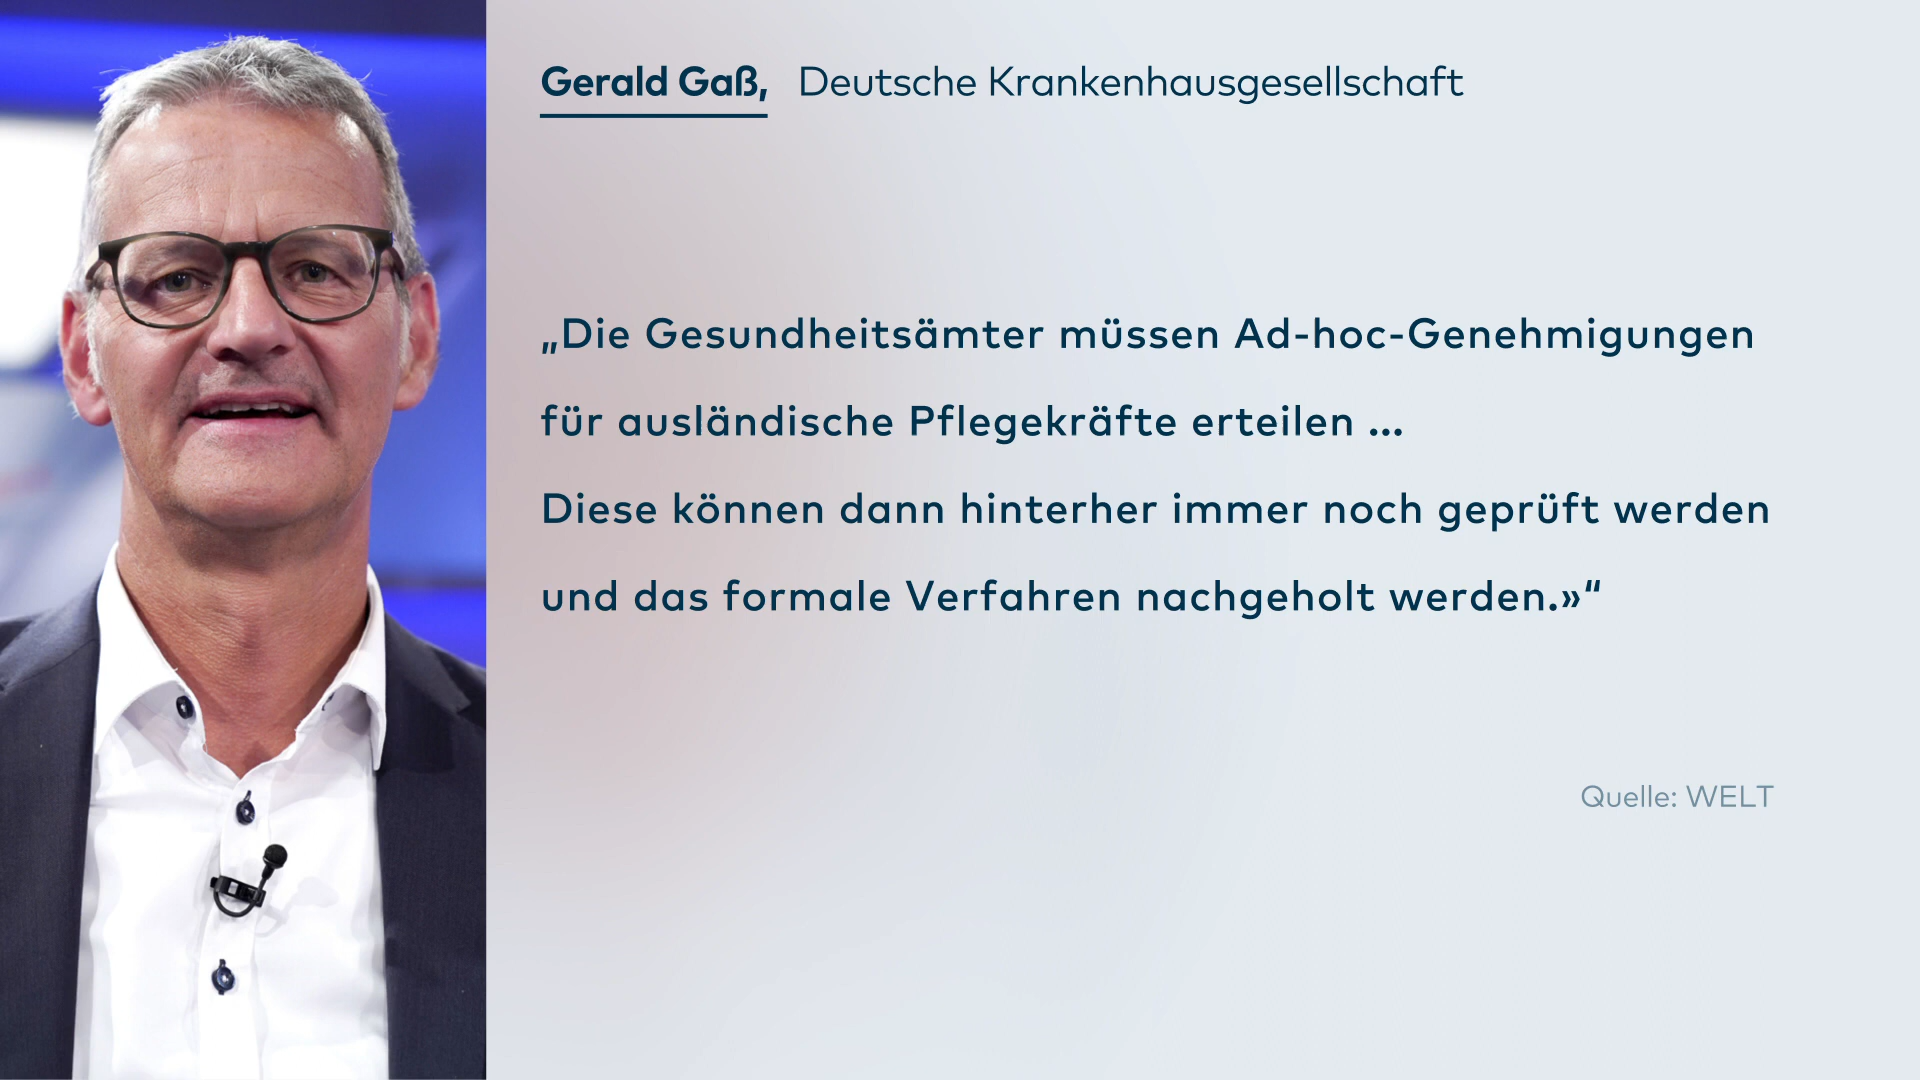 Gerald Gaß, Deutsche Krankenhausgesellschaft
„Die Gesundheitsämter müssen Ad-hoc-Genehmigungen
für ausländische Pflegekräfte erteilen ...
Diese können dann hinterher immer noch geprüft werden
und das formale Verfahren nachgeholt werden.»“
Quelle: WELT